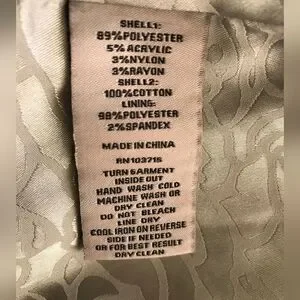 SHELL1:
89%POLYESTER
5% ACRYLIC
3%NYLON
3%RAYON
SHELL2:
100%COTTON
LINING:
98%POLYESTER
2%SPANDEX
MADE IN CHINA
RN103715
TURN GARMENT
INSIDE OUT
HAND WASH COLD
MACHINE WASH OR
DRY CLEAN
DO NOT BLEACH
LINE DRY
COOL IRON ON REVERSE
SIDE IF NEEDED
OR FOR BEST RESULT
DRY CLEAN